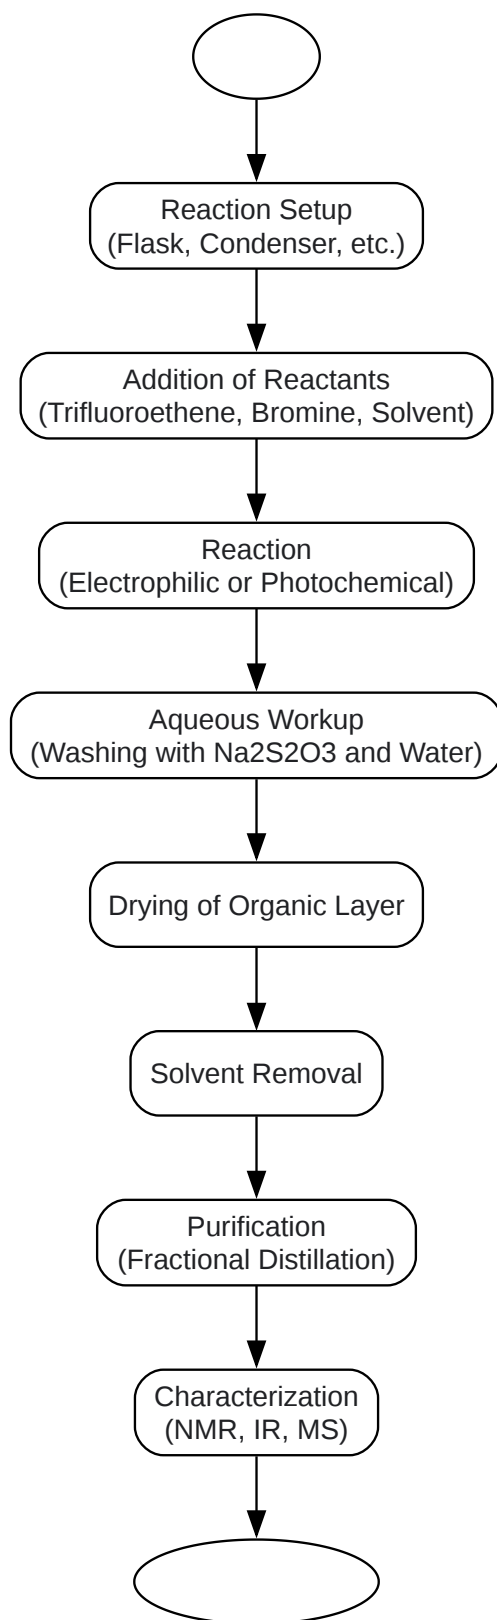 Reaction Setup
(Flask, Condenser, etc.)
Addition of Reactants
(Trifluoroethene, Bromine, Solvent)
Reaction
(Electrophilic or Photochemical)
Aqueous Workup
(Washing with Na2S2O3 and Water)
Drying of Organic Layer
Solvent Removal
Purification
(Fractional Distillation)
Characterization
(NMR, IR, MS)